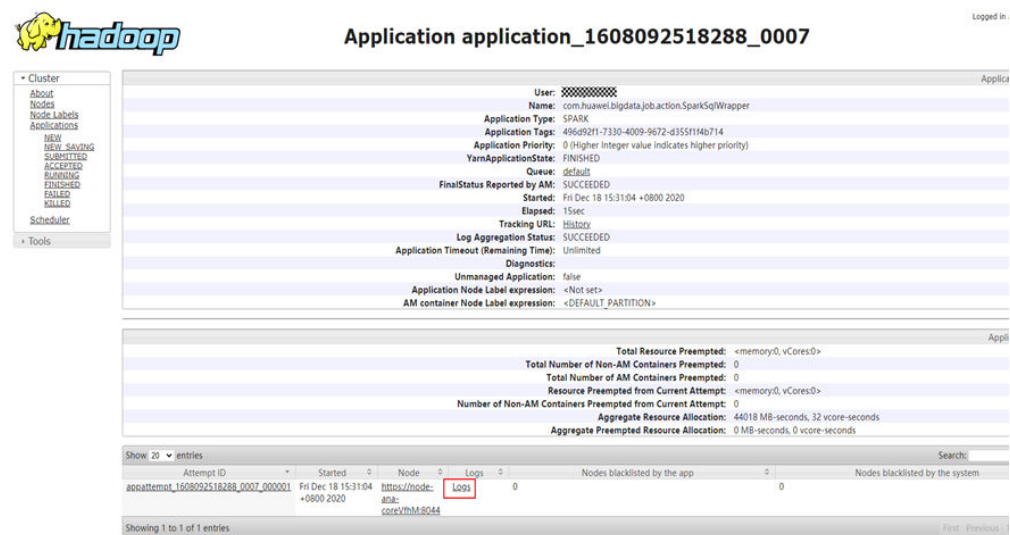 hadoop
Application application_1608092518288_0007
Logged in
Cluster
About
Nodes
Node Labels
Applications
NEW
NEW_SAVING
SUBMITTED
ACCEPTED
RUNNING
FINISHED
FAILED
KILLED
Scheduler
Tools
User:
Name: com.huawei.bigdata.job.action.SparkSqlWrapper
Application Type: SPARK
Application Tags: 496d92f1-7330-4009-9672-d355f1f4b714
Application Priority: 0 (Higher Integer value indicates higher priority)
YarnApplicationState: FINISHED
Queue: default
FinalStatus Reported by AM: SUCCEEDED
Started: Fri Dec 18 15:31:04 +0800 2020
Elapsed: 15sec
Tracking URL: History
Log Aggregation Status: SUCCEEDED
Application Timeout (Remaining Time): Unlimited
Diagnostics:
Unmanaged Application: false
Application Node Label expression: <Not set>
AM container Node Label expression: <DEFAULT_PARTITION>
Total Resource Preempted: <memory:0, vCores:0>
Total Number of Non-AM Containers Preempted: 0
Total Number of AM Containers Preempted: 0
Resource Preempted from Current Attempt: <memory:0, vCores:0>
Number of Non-AM Containers Preempted from Current Attempt: 0
Aggregate Resource Allocation: 44018 MB-seconds, 32 vcore-seconds
Aggregate Preempted Resource Allocation: 0 MB-seconds, 0 vcore-seconds
Show 20 entries Search:
Attempt ID Started Node Logs Nodes blacklisted by the app Nodes blacklisted by the system
appattempt_1608092518288_0007_000001 Fri Dec 18 15:31:04 https://node- Logs 0 0
+0800 2020 ana-
coreVfhM:8044
Showing 1 to 1 of 1 entries First Previous